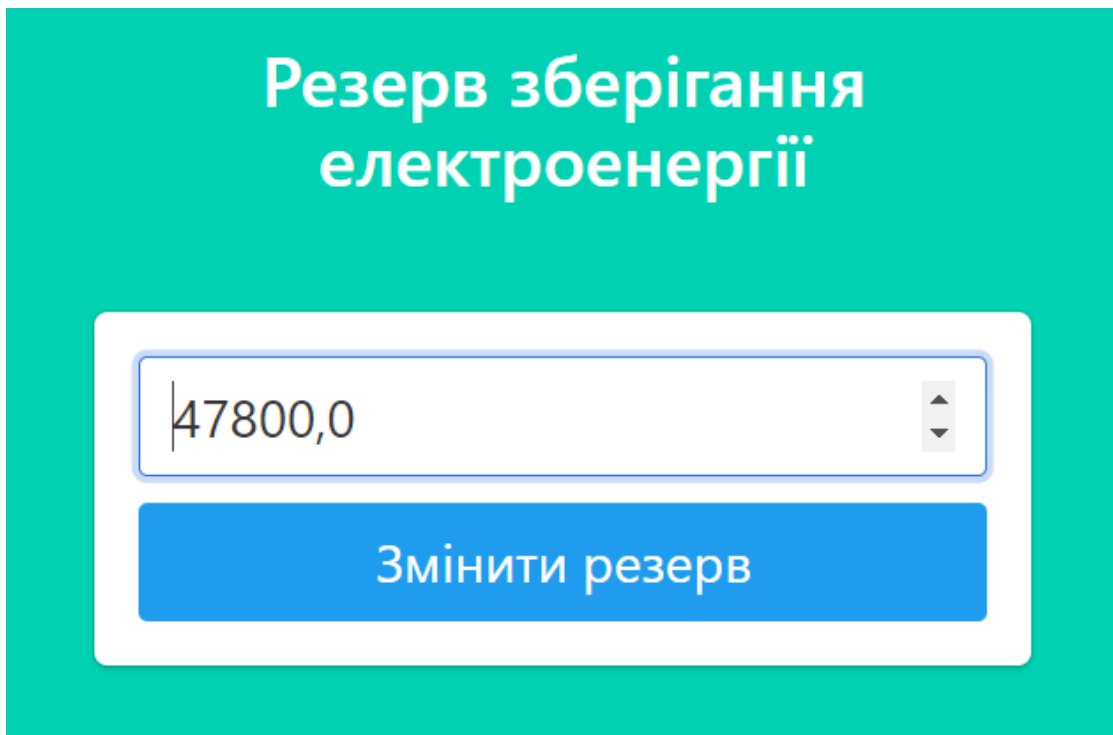 Резерв зберігання
електроенергії
47800,0
Змінити резерв